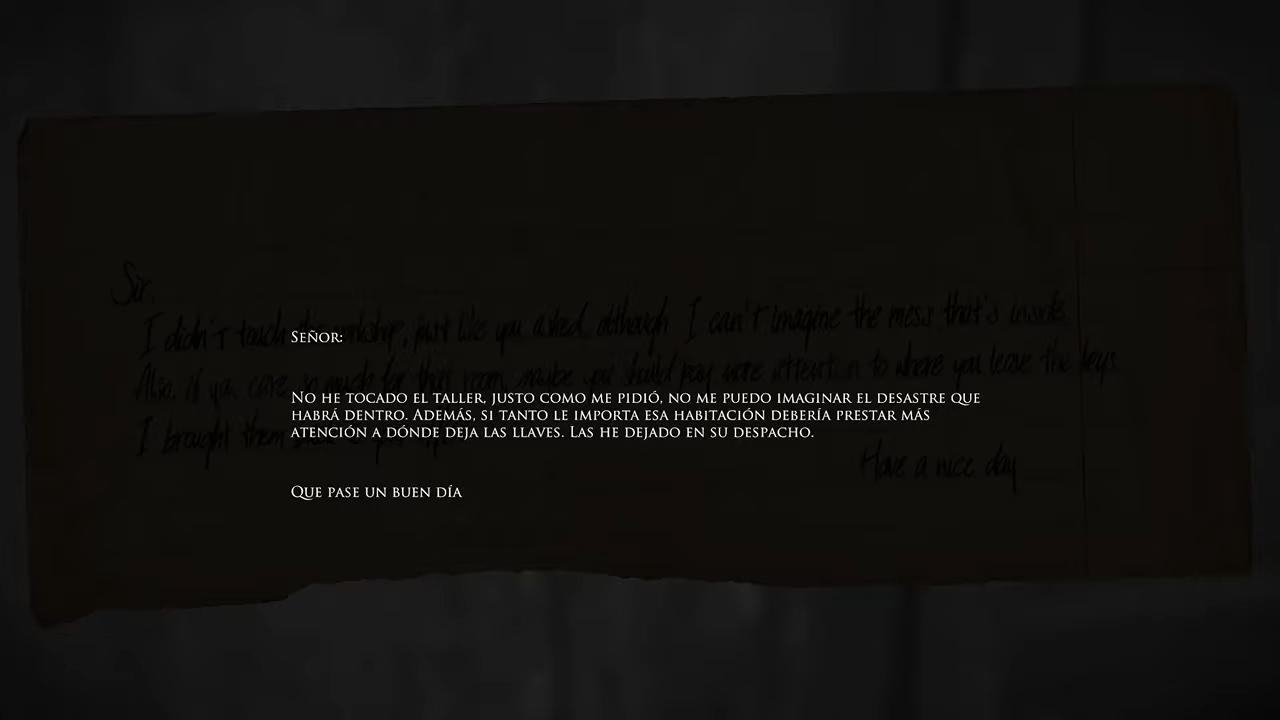 Sir,
I didn't touch the workshop, just like you asked, although I can't imagine the mess that's inside.
Also, if you care so much for that room, maybe you should pay more attention to where you leave the keys.
I brought them
Have a nice day
Señor:
No he tocado el taller, justo como me pidió, no me puedo imaginar el desastre que
habrá dentro. Además, si tanto le importa esa habitación debería prestar más
atención a dónde deja las llaves. Las he dejado en su despacho.
Que pase un buen día